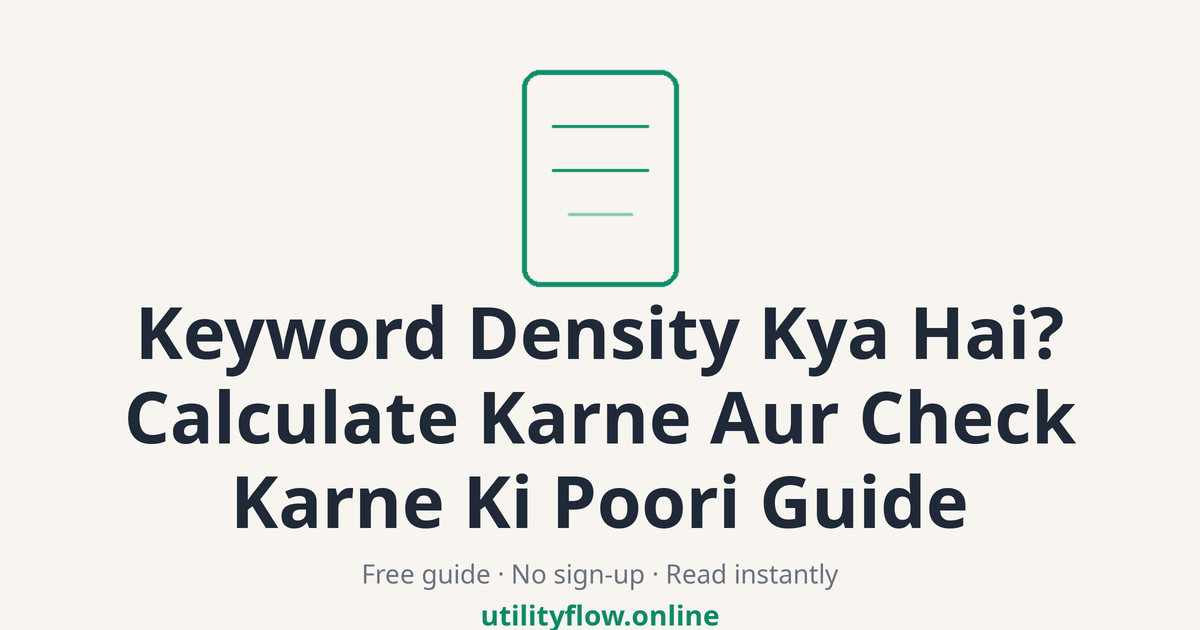 Keyword Density Kya Hai?
Calculate Karne Aur Check
Karne Ki Poori Guide
Free guide · No sign-up · Read instantly
utilityflow.online